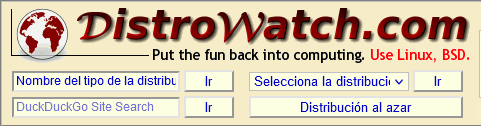 DistroWatch.com
Put the fun back into computing. Use Linux, BSD.
Nombre del tipo de la distribu Ir Selecciona la distribució Ir
DuckDuckGo Site Search Ir Distribución al azar